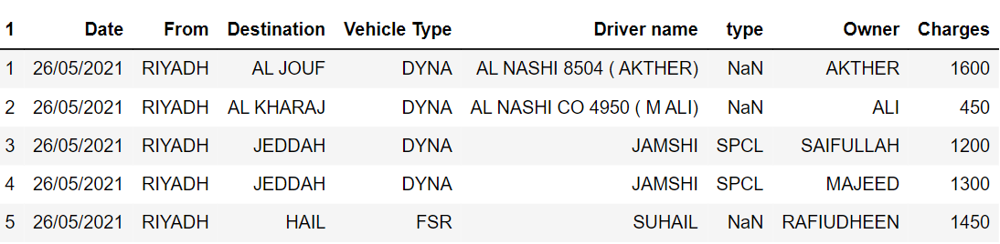 1 Date From Destination Vehicle Type Driver name type Owner Charges
1 26/05/2021 RIYADH AL JOUF DYNA AL NASHI 8504 ( AKTHER) NaN AKTHER 1600
2 26/05/2021 RIYADH AL KHARAJ DYNA AL NASHI CO 4950 ( M ALI) NaN ALI 450
3 26/05/2021 RIYADH JEDDAH DYNA JAMSHI SPCL SAIFULLAH 1200
4 26/05/2021 RIYADH JEDDAH DYNA JAMSHI SPCL MAJEED 1300
5 26/05/2021 RIYADH HAIL FSR SUHAIL NaN RAFIUDHEEN 1450